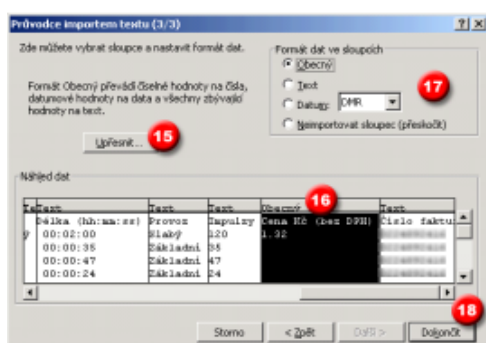 Průvodce importem textu (3/3)
Zde můžete vybrat sloupce a nastavit formát dat.
Formát Obecný převádí číselné hodnoty na čísla,
datumové hodnoty na data a všechny zbývající
hodnoty na text.
Upřesnit...
15
Formát dat ve sloupcích
Obecný
Text
Datum: DMR
Neimportovat sloupec (přeskočit)
17
Náhled dat
16
Text Text Text Obecný Text
Délka (hh:mm:ss) Provoz Impulzy Cena Kč (bez DPH) Číslo faktu
00:02:00 Slabý 120 1.32
00:00:35 Základní 35
00:00:47 Základní 47
00:00:24 Základní 24
18
Storno < Zpět Další > Dokončit